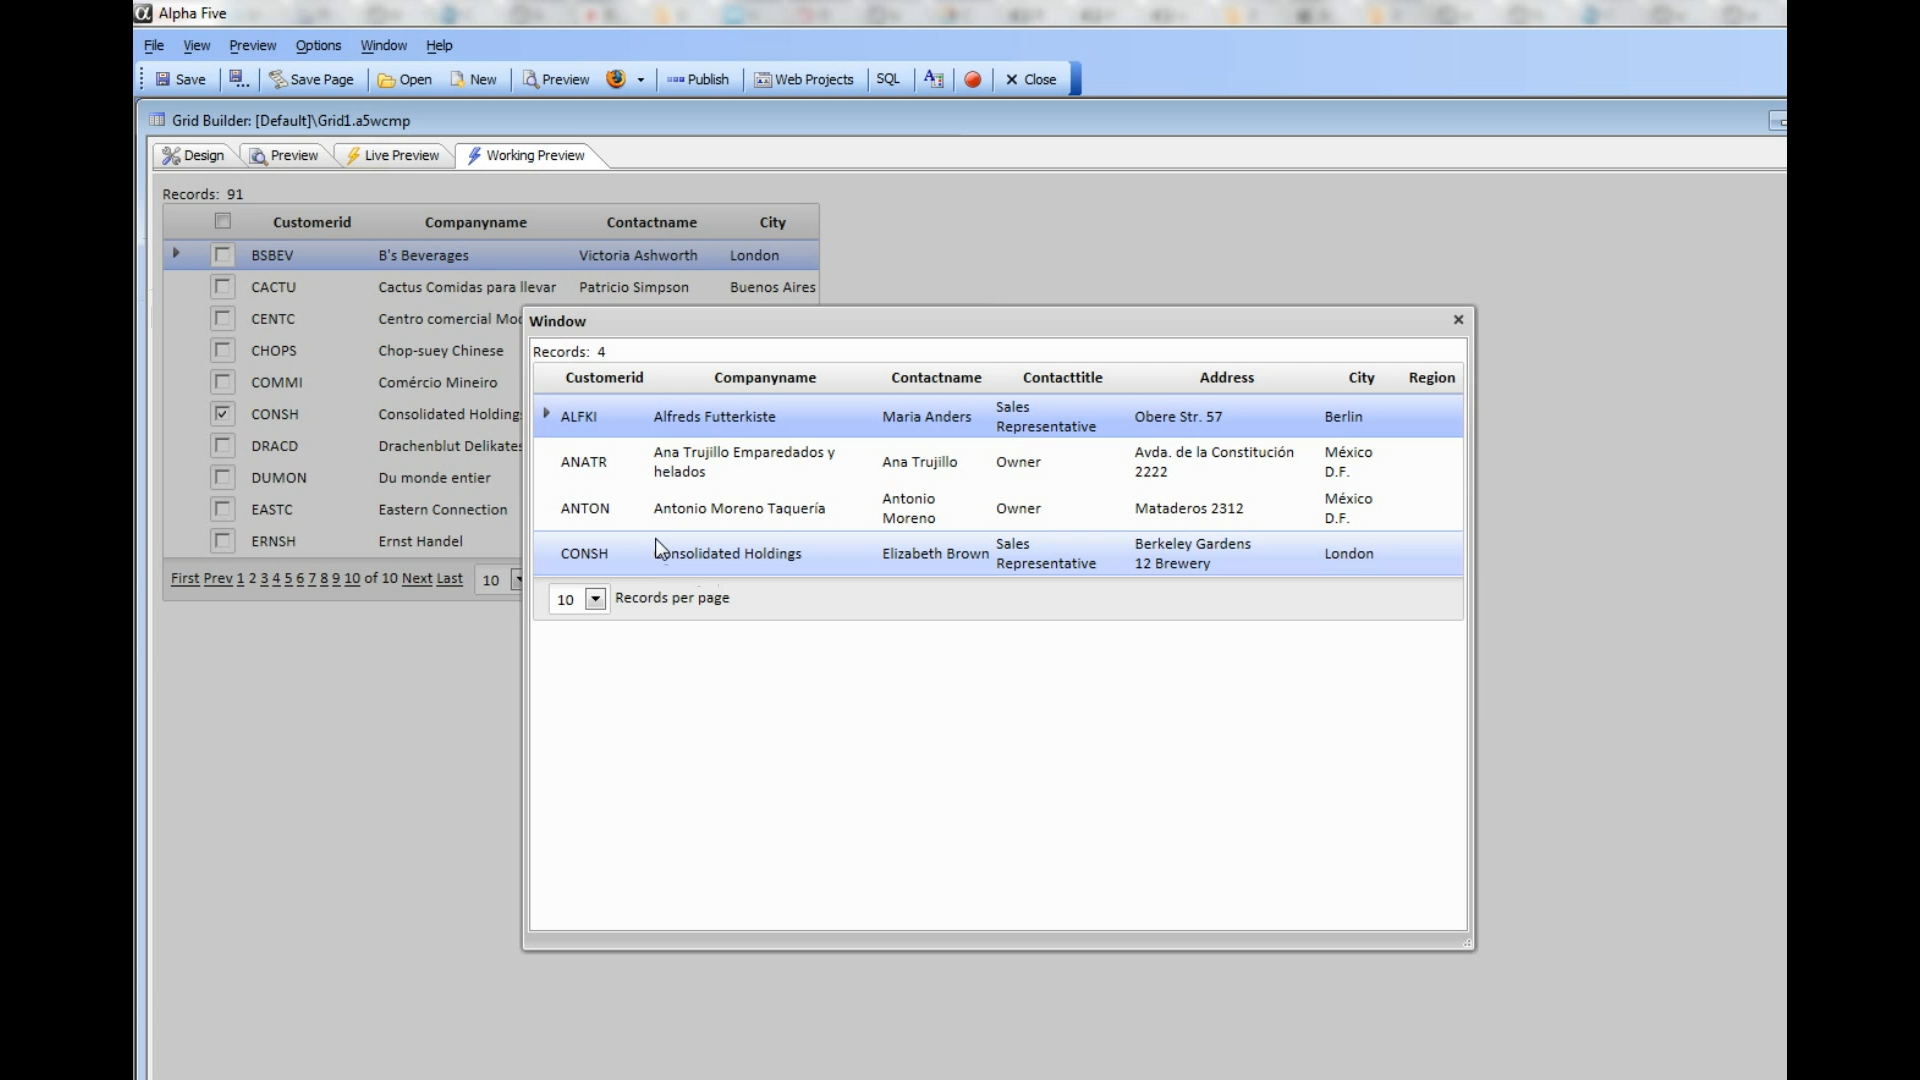 Alpha Five
File View Preview Options Window Help
Save Save Page Open New Preview Publish Web Projects SQL Close
Grid Builder: [Default]\Grid1.a5wcmp
Design Preview Live Preview Working Preview
Records: 91
Customerid Companyname Contactname City
BSBEV B's Beverages Victoria Ashworth London
CACTU Cactus Comidas para llevar Patricio Simpson Buenos Aires
CENTC Centro comercial Moc
CHOPS Chop-suey Chinese
COMMI Comércio Mineiro
CONSH Consolidated Holding
DRACD Drachenblut Delikates
DUMON Du monde entier
EASTC Eastern Connection
ERNSH Ernst Handel
First Prev 1 2 3 4 5 6 7 8 9 10 of 10 Next Last 10
Window
Records: 4
Customerid Companyname Contactname Contacttitle Address City Region
ALFKI Alfreds Futterkiste Maria Anders Sales Representative Obere Str. 57 Berlin
ANATR Ana Trujillo Emparedados y helados Ana Trujillo Owner Avda. de la Constitución 2222 México D.F.
ANTON Antonio Moreno Taquería Antonio Moreno Owner Mataderos 2312 México D.F.
CONSH Consolidated Holdings Elizabeth Brown Sales Representative Berkeley Gardens 12 Brewery London
10 Records per page